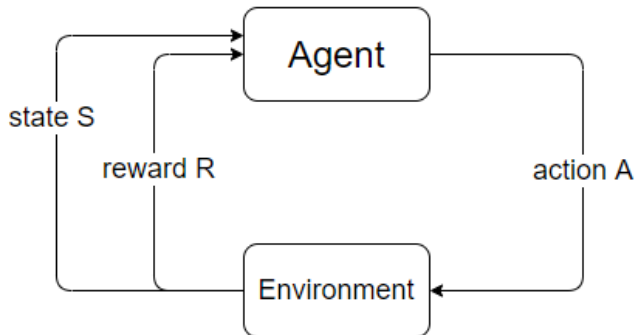 Agent
state S
reward R
action A
Environment